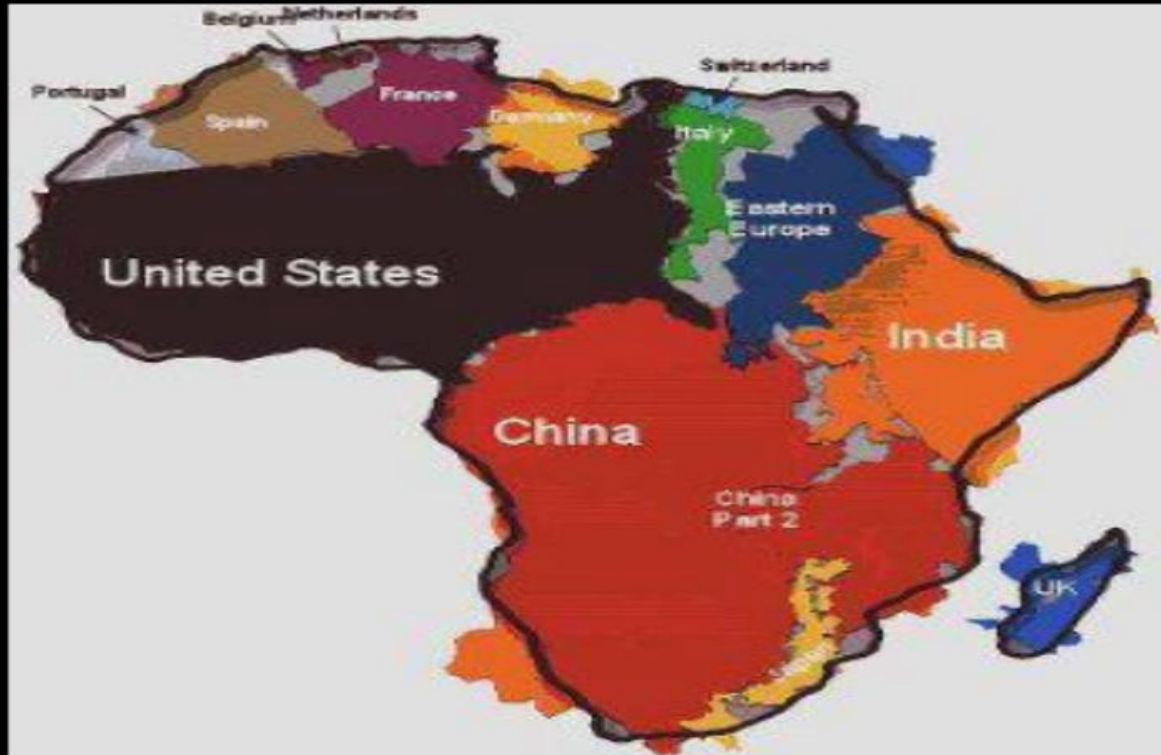 Belgium
Netherlands
Portugal
Switzerland
Spain
France
Germany
Italy
Eastern
Europe
United States
India
China
China
Part 2
UK